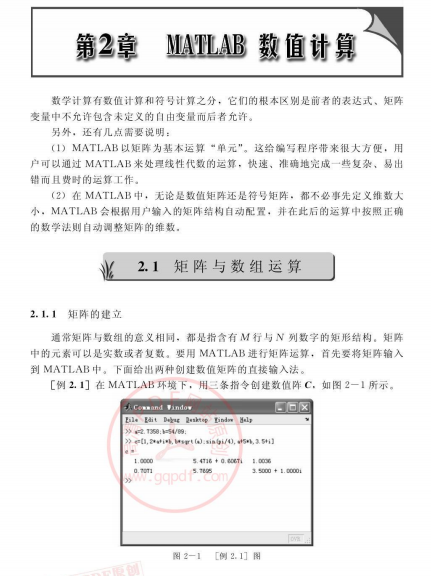 第2章 MATLAB 数值计算
数学计算有数值计算和符号计算之分，它们的根本区别是前者的表达式、矩阵
变量中不允许包含未定义的自由变量而后者允许。
另外，还有几点需要说明：
（1）MATLAB以矩阵为基本运算“单元”。这给编写程序带来很大方便，用
户可以通过 MATLAB 来处理线性代数的运算，快速、准确地完成一些复杂、易出
错而且费时的运算工作。
（2）在 MATLAB 中，无论是数值矩阵还是符号矩阵，都不必事先定义维数大
小，MATLAB 会根据用户输入的矩阵结构自动配置，并在此后的运算中按照正确
的数学法则自动调整矩阵的维数。
2.1 矩阵与数组运算
2.1.1 矩阵的建立
通常矩阵与数组的意义相同，都是指含有 M 行与 N 列数字的矩形结构。矩阵
中的元素可以是实数或者复数。要用 MATLAB 进行矩阵运算，首先要将矩阵输入
到 MATLAB 中。下面给出两种创建数值矩阵的直接输入法。
［例 2.1］在 MATLAB 环境下，用三条指令创建数值阵 C，如图 2－1 所示。
Command Window
File Edit Debug Desktop Window Help
>> a=2.7358;b=54/89;
>> c=[1,2*a+i*b,b*sqrt(a);sin(pi/4),a+5*b,3.5+i]
c =
1.0000 5.4716 + 0.6067i 1.0036
0.7071 5.7695 3.5000 + 1.0000i
>>
www.gqpdf.com
OVR
图 2－1 ［例 2.1］图